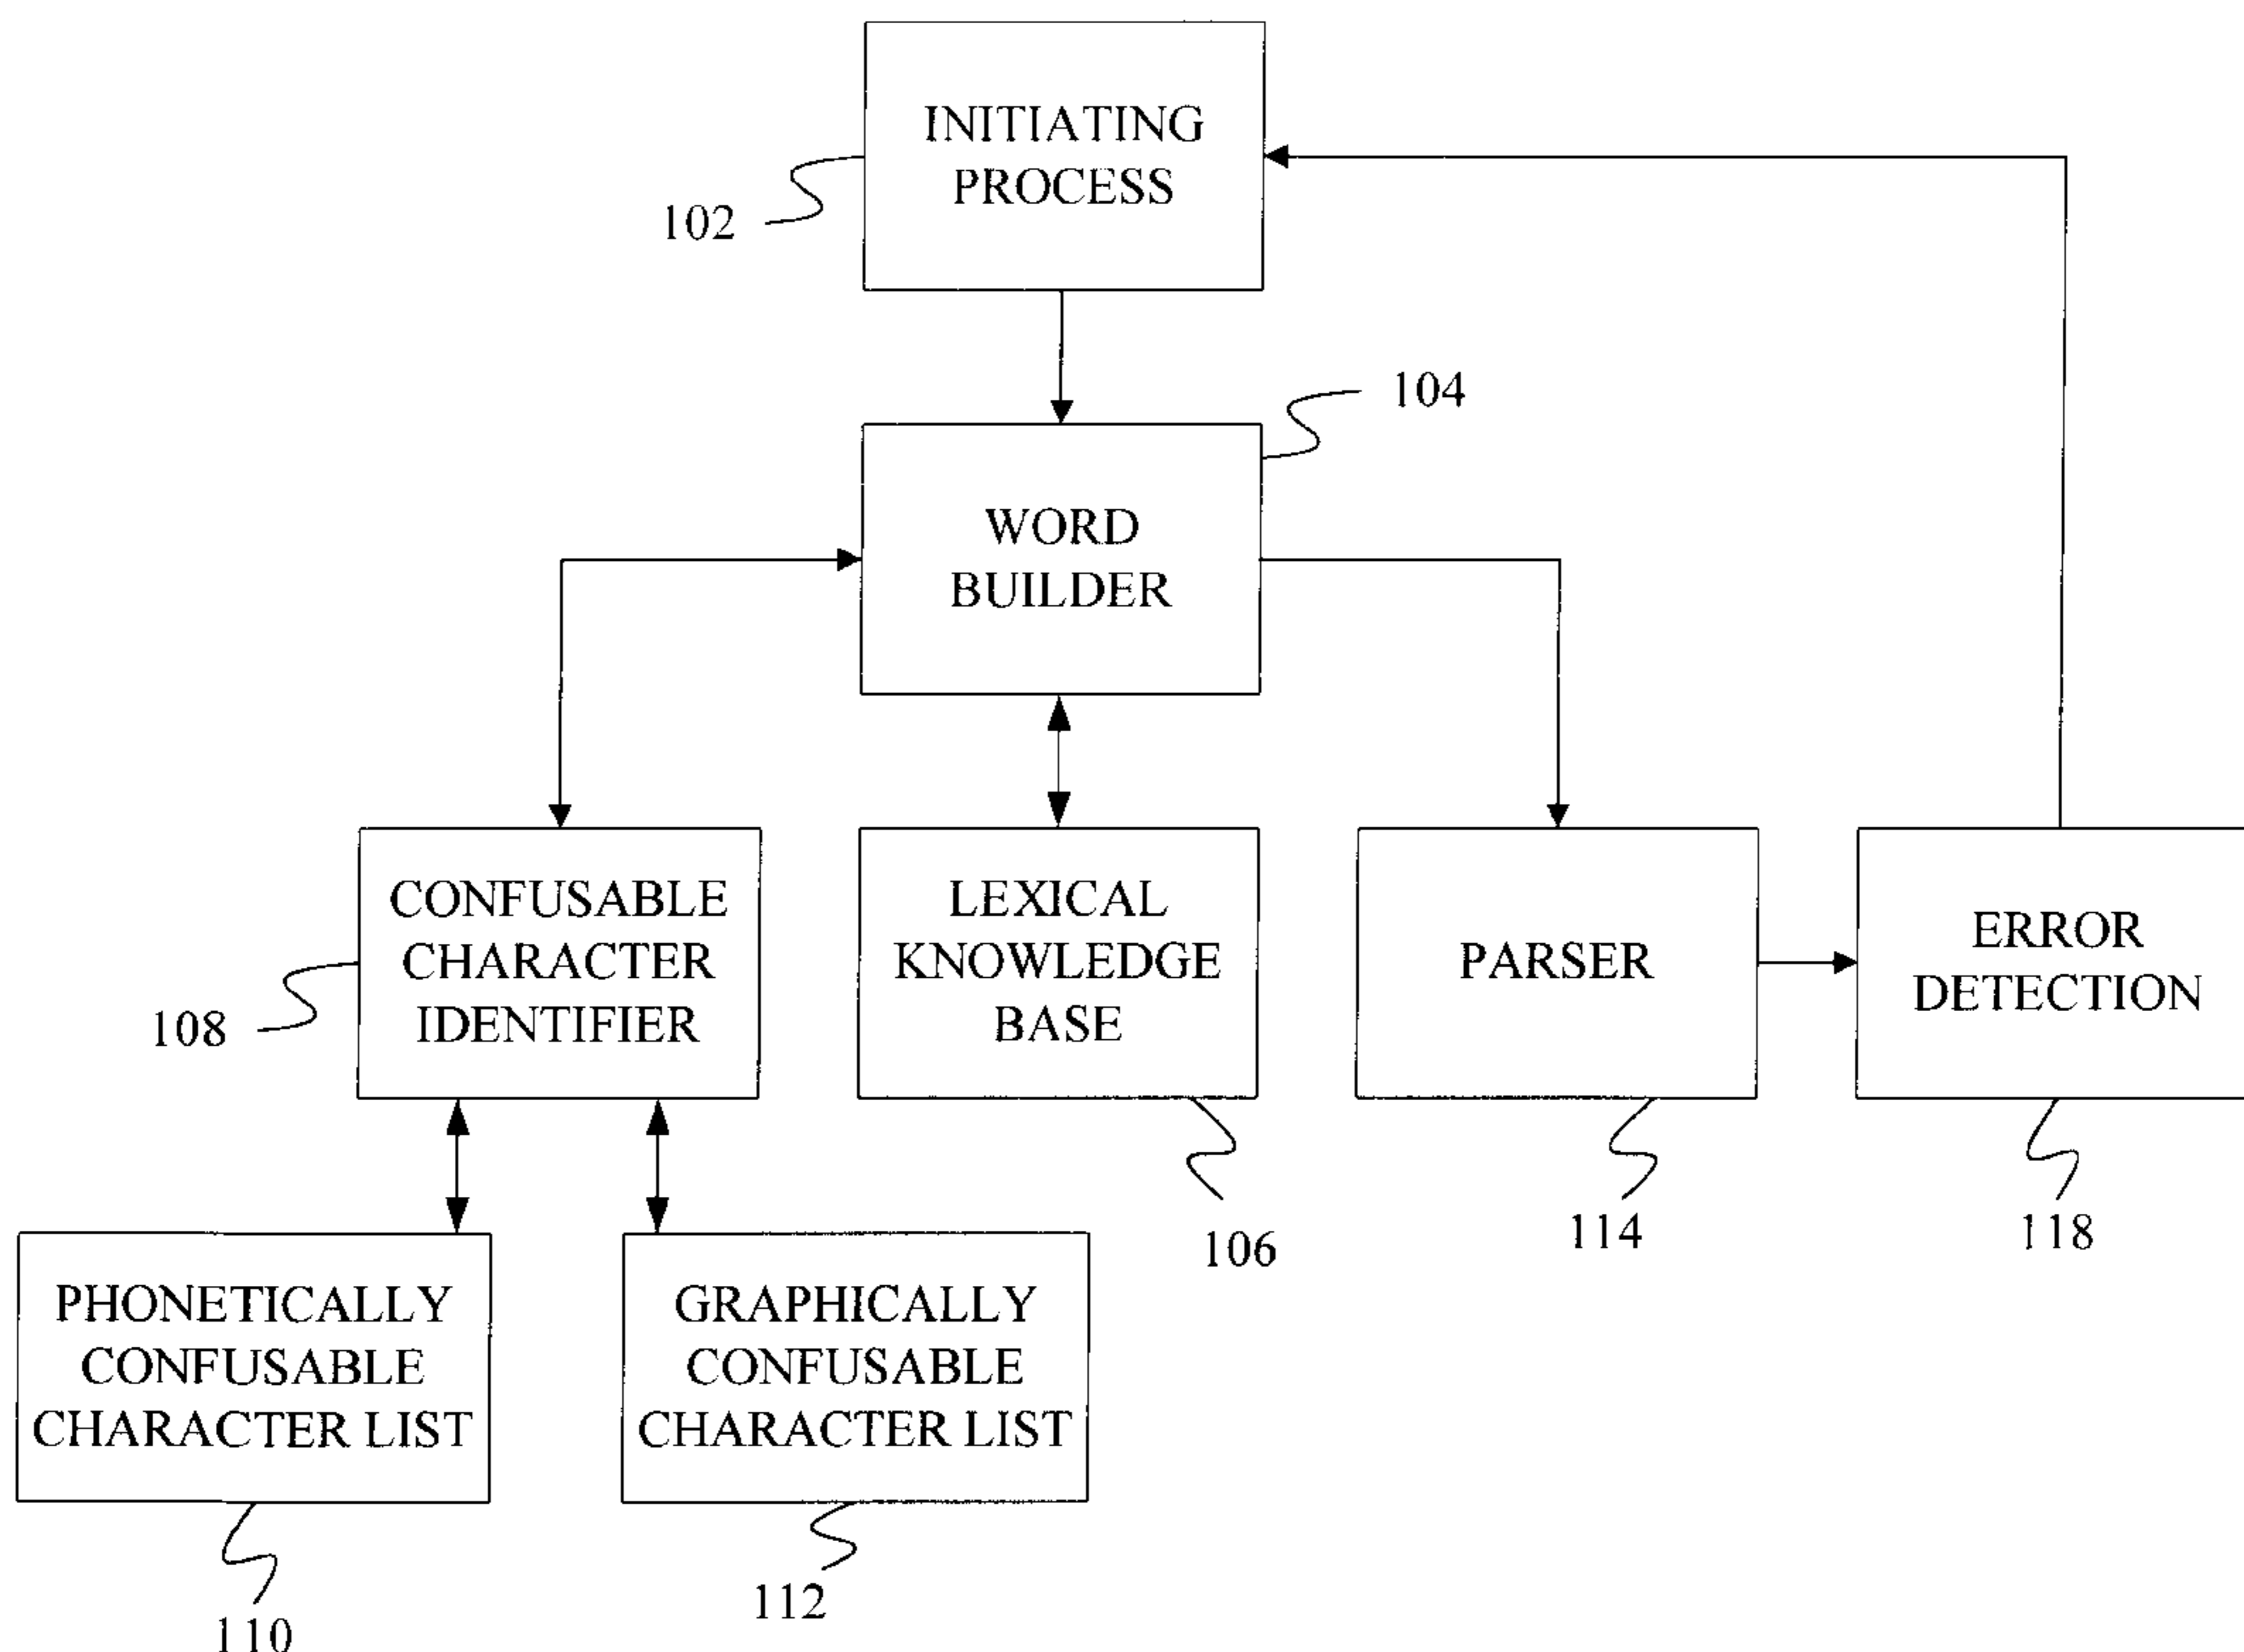 INITIATING
PROCESS
102
104
WORD
BUILDER
CONFUSABLE
CHARACTER
IDENTIFIER
108
LEXICAL
KNOWLEDGE
BASE
106
PARSER
114
ERROR
DETECTION
118
PHONETICALLY
CONFUSABLE
CHARACTER LIST
110
GRAPHICALLY
CONFUSABLE
CHARACTER LIST
112